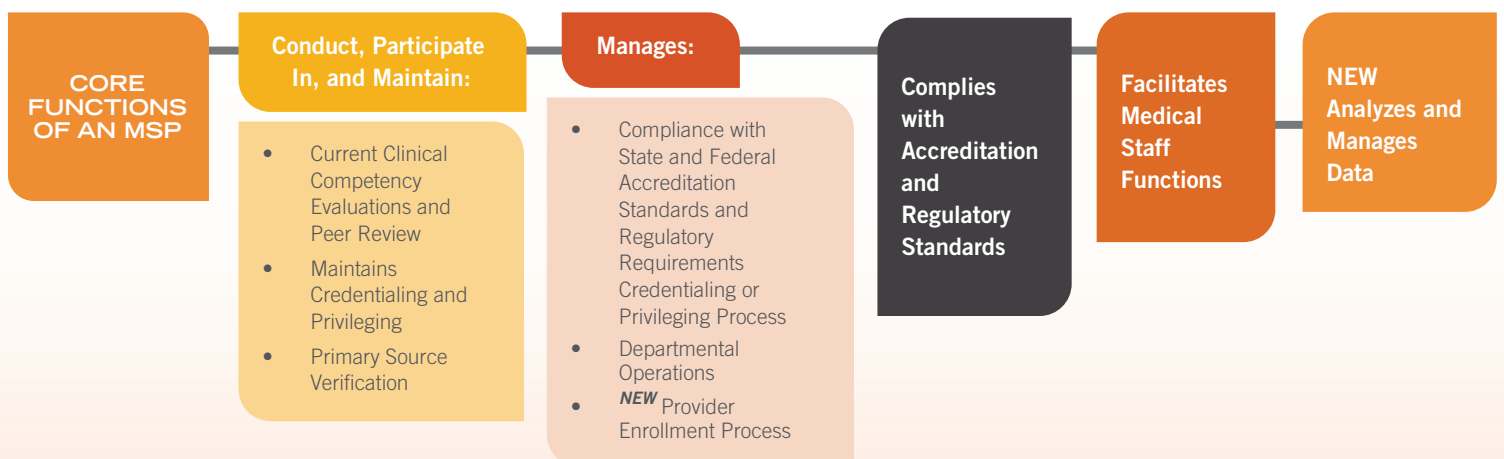 CORE
FUNCTIONS
OF AN MSP
Conduct, Participate
In, and Maintain:
• Current Clinical
Competency
Evaluations and
Peer Review
• Maintains
Credentialing and
Privileging
• Primary Source
Verification
Manages:
• Compliance with
State and Federal
Accreditation
Standards and
Regulatory
Requirements
Credentialing or
Privileging Process
• Departmental
Operations
• NEW Provider
Enrollment Process
Complies
with
Accreditation
and
Regulatory
Standards
Facilitates
Medical
Staff
Functions
NEW
Analyzes and
Manages
Data